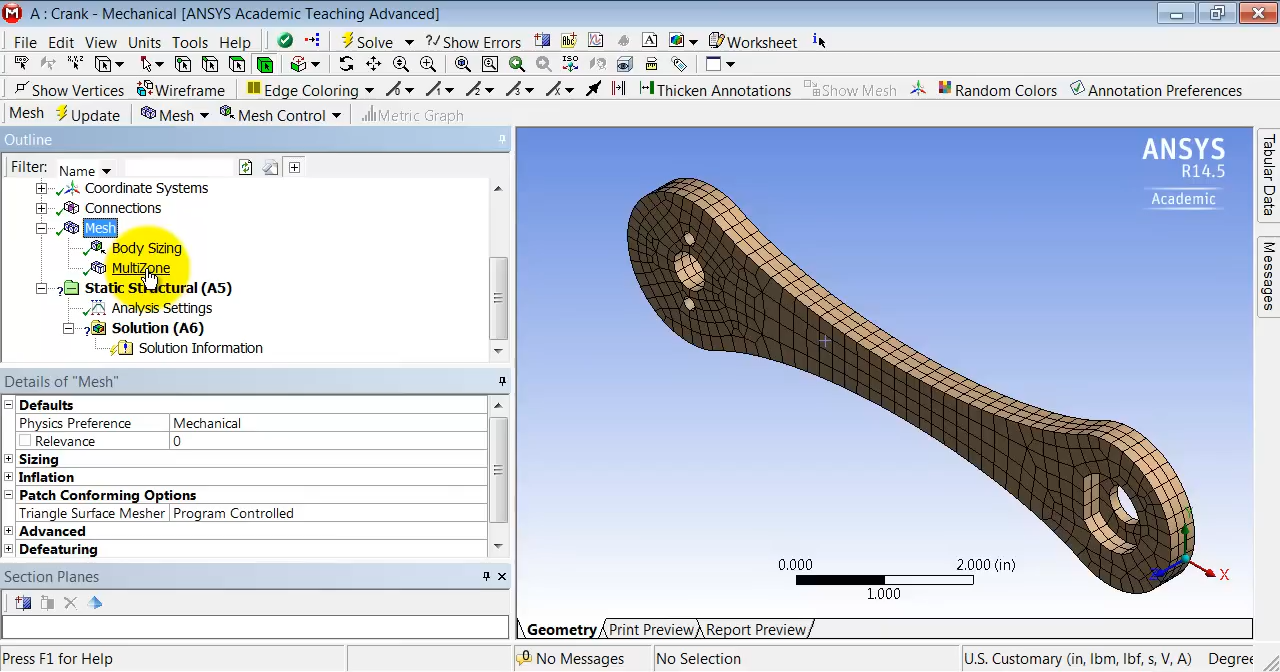 A : Crank - Mechanical [ANSYS Academic Teaching Advanced]
File Edit View Units Tools Help Solve Show Errors A Worksheet i
ISO
Show Vertices Wireframe Edge Coloring Thicken Annotations Show Mesh Random Colors Annotation Preferences
Mesh Update Mesh Mesh Control Metric Graph
Outline
Filter: Name
Coordinate Systems
Connections
Mesh
Body Sizing
MultiZone
Static Structural (A5)
Analysis Settings
Solution (A6)
Solution Information
Details of "Mesh"
Defaults
Physics Preference Mechanical
Relevance 0
Sizing
Inflation
Patch Conforming Options
Triangle Surface Mesher Program Controlled
Advanced
Defeaturing
Section Planes
ANSYS
R14.5
Academic
0.000 2.000 (in)
1.000
Y
Z
X
Geometry Print Preview Report Preview
Tabular Data
Messages
Press F1 for Help 0 No Messages No Selection U.S. Customary (in, lbm, lbf, s, V, A) Degree